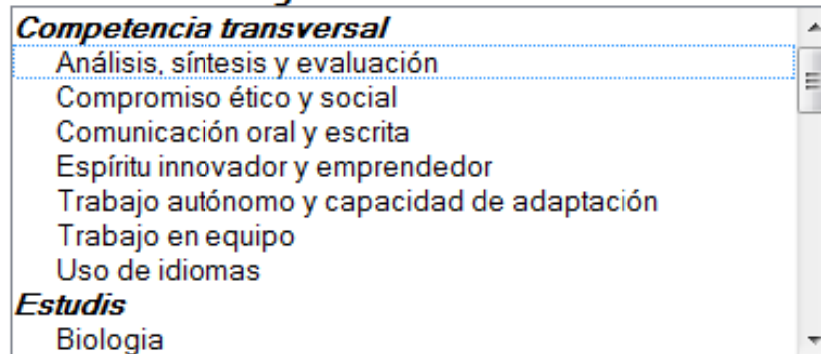 Competencia transversal
Análisis, síntesis y evaluación
Compromiso ético y social
Comunicación oral y escrita
Espíritu innovador y emprendedor
Trabajo autónomo y capacidad de adaptación
Trabajo en equipo
Uso de idiomas
Estudis
Biologia